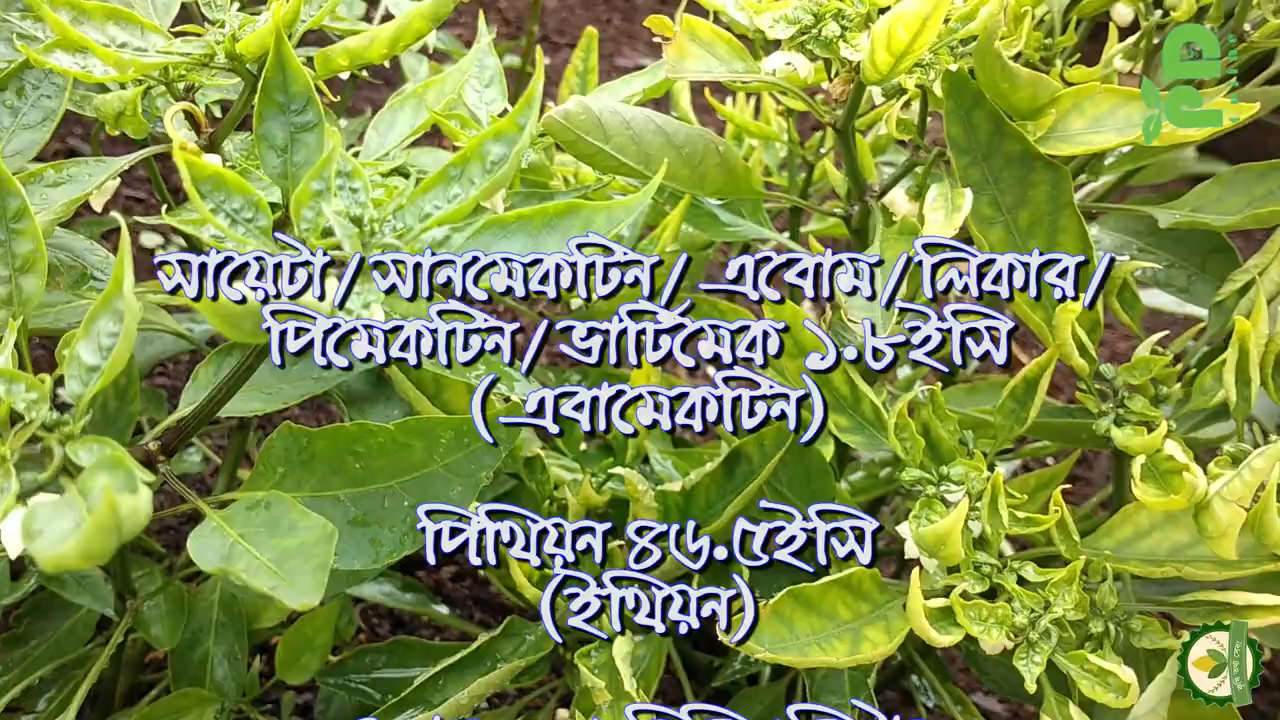 সায়েটা/সানমেকটিন/ এবোম/লিকার/
পিমেকটিন/ভার্টিমেক ১.৮ইসি
(এবামেকটিন)
পিথিয়ন ৪৬.৫ইসি
(ইথিয়ন)